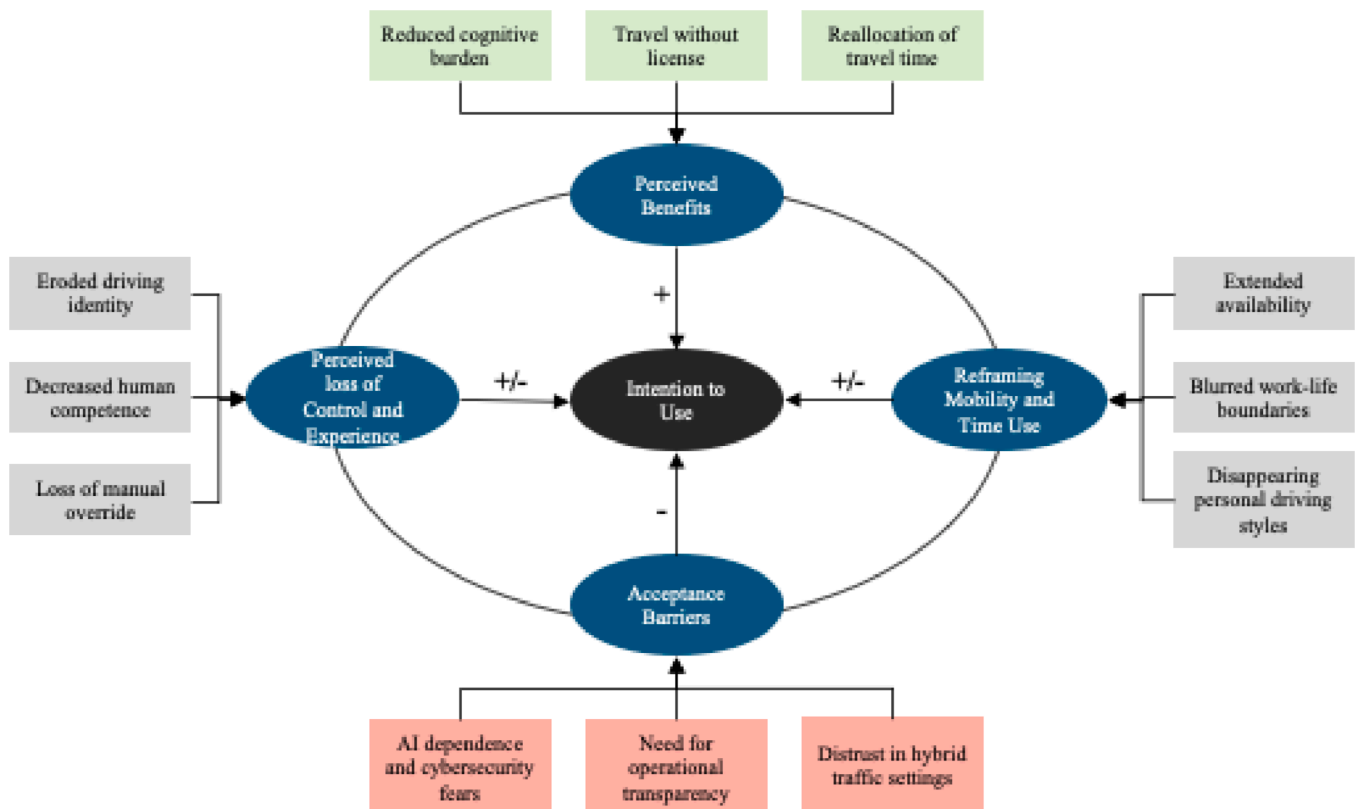 Reduced cognitive
burden
Travel without
license
Reallocation of
travel time
Perceived
Benefits
+
Eroded driving
identity
Decreased human
competence
Loss of manual
override
Perceived
loss of
Control and
Experience
+/-
Intention to
Use
+/-
Reframing
Mobility and
Time Use
Extended
availability
Blurred work-life
boundaries
Disappearing
personal driving
styles
-
Acceptance
Barriers
AI dependence
and cybersecurity
fears
Need for
operational
transparency
Distrust in hybrid
traffic settings